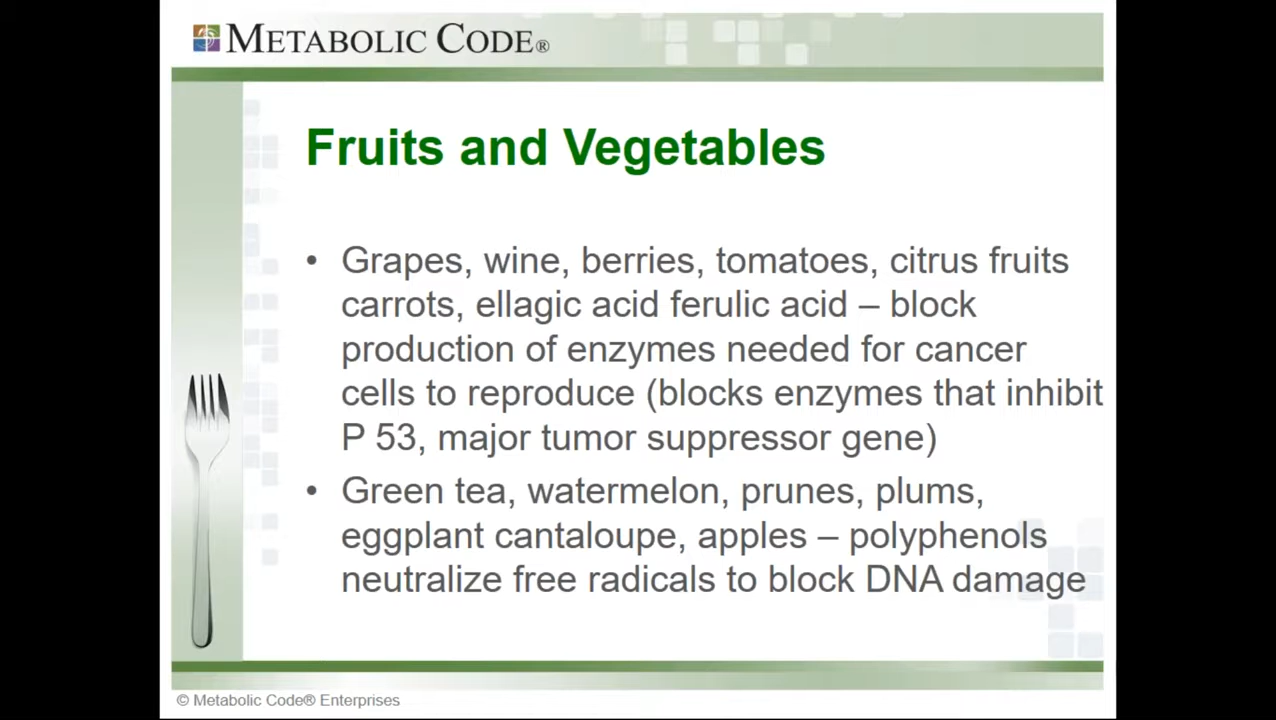 METABOLIC CODE®
Fruits and Vegetables
• Grapes, wine, berries, tomatoes, citrus fruits
carrots, ellagic acid ferulic acid – block
production of enzymes needed for cancer
cells to reproduce (blocks enzymes that inhibit
P 53, major tumor suppressor gene)
• Green tea, watermelon, prunes, plums,
eggplant cantaloupe, apples – polyphenols
neutralize free radicals to block DNA damage
© Metabolic Code® Enterprises